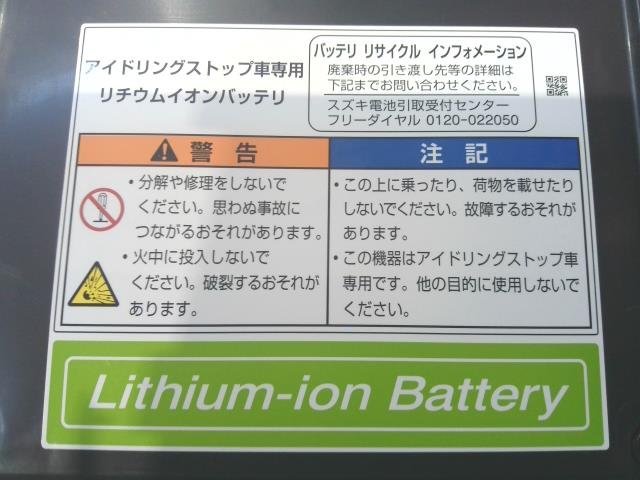 アイドリングストップ車専用
リチウムイオンバッテリ
バッテリ リサイクル インフォメーション
廃棄時の引き渡し先等の詳細は
下記までお問い合わせください。
スズキ電池引取受付センター
フリーダイヤル 0120-022050
警告
・分解や修理をしないで
ください。思わぬ事故に
つながるおそれがあります。
・火中に投入しないで
ください。破裂するおそれが
あります。
注記
・この上に乗ったり、荷物を載せたり
しないでください。故障するおそれが
あります。
・この機器はアイドリングストップ車
専用です。他の目的に使用しないで
ください。
Lithium-ion Battery